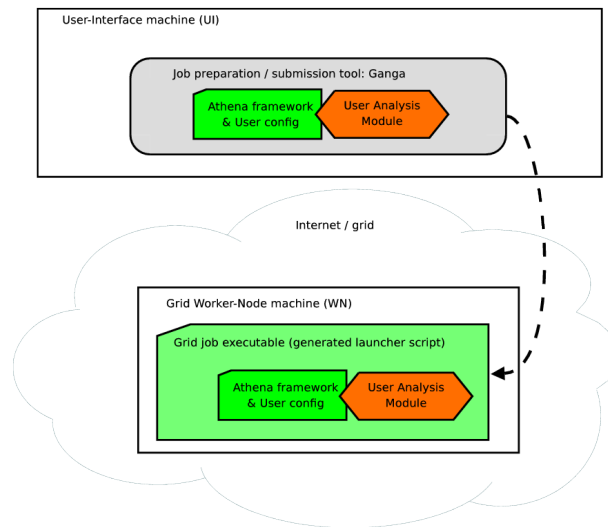 User-Interface machine (UI)
Job preparation / submission tool: Ganga
Athena framework
& User config
User Analysis
Module
Internet / grid
Grid Worker-Node machine (WN)
Grid job executable (generated launcher script)
Athena framework
& User config
User Analysis
Module